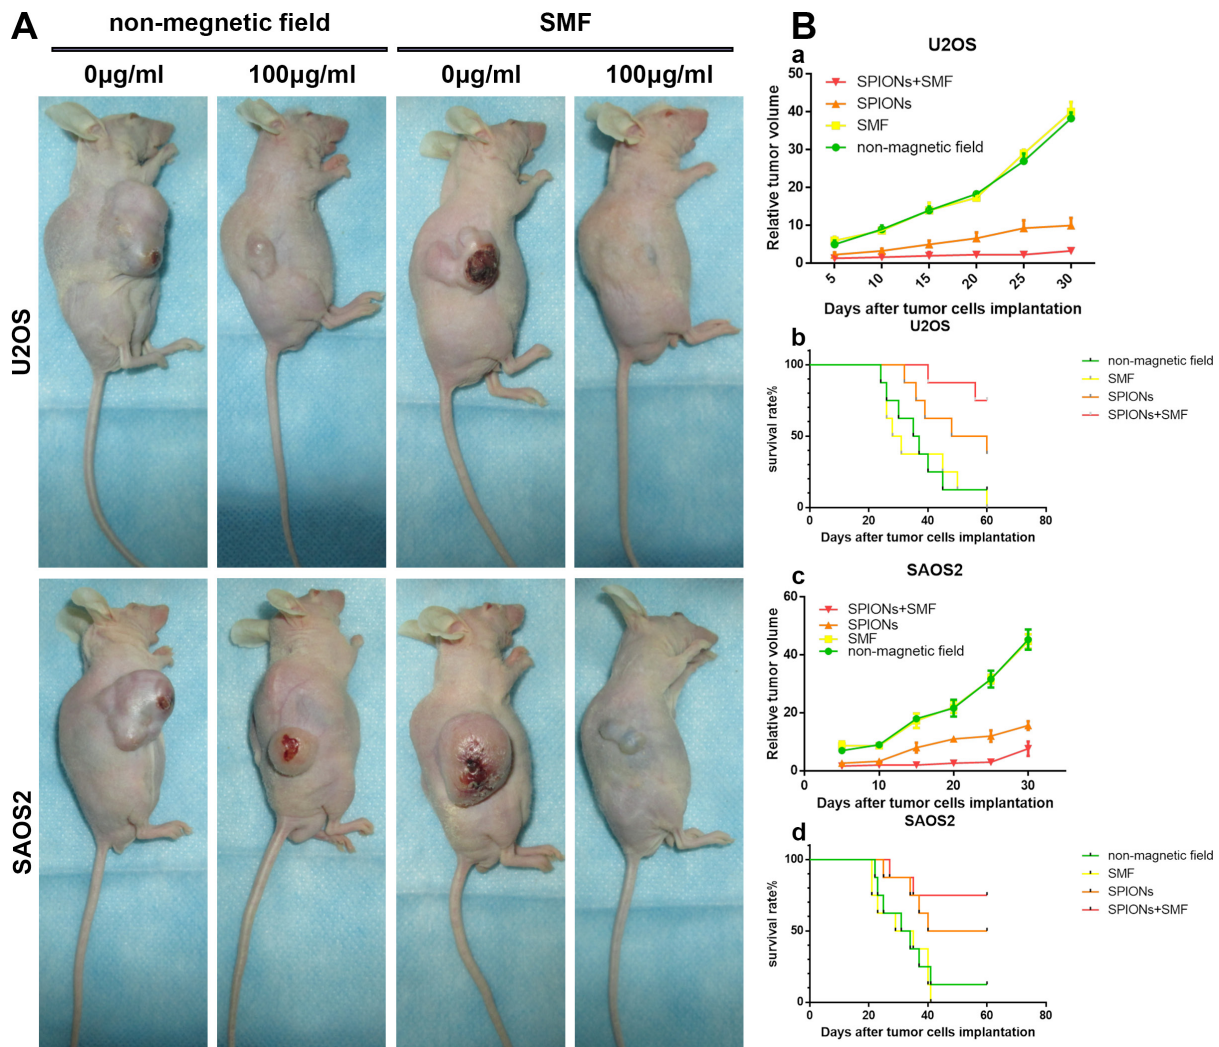 A
non-megnetic field
SMF
0µg/ml
100µg/ml
0µg/ml
100µg/ml
U2OS
SAOS2
B
a
U2OS
Relative tumor volume
50
40
30
20
10
0
SPIONs+SMF
SPIONs
SMF
non-magnetic field
5
10
15
20
25
30
Days after tumor cells implantation
b
U2OS
survival rate%
100
50
0
0
20
40
60
80
Days after tumor cells implantation
non-magnetic field
SMF
SPIONs
SPIONs+SMF
c
SAOS2
Relative tumor volume
60
40
20
0
SPIONs+SMF
SPIONs
SMF
non-magnetic field
0
10
20
30
Days after tumor cells implantation
d
SAOS2
survival rate%
100
50
0
0
20
40
60
80
Days after tumor cells implantation
non-magnetic field
SMF
SPIONs
SPIONs+SMF